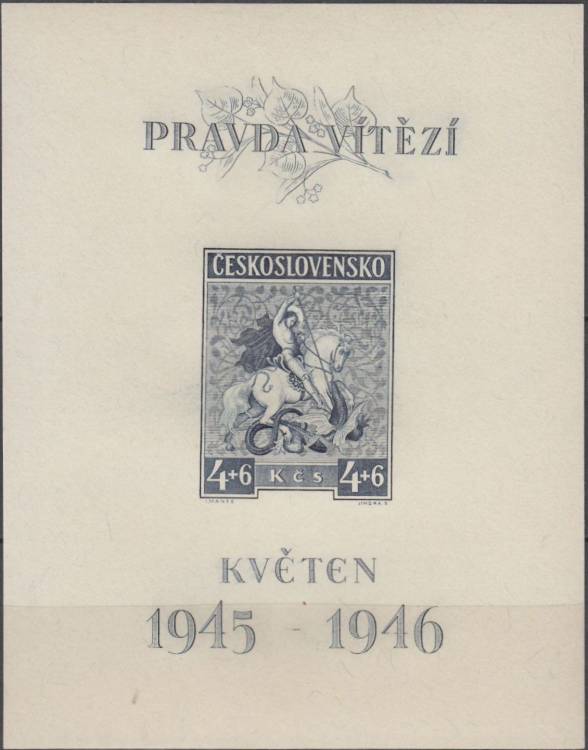 PRAVDA VÍTĚZÍ
ČESKOSLOVENSKO
4+6 Kčs 4+6
KVĚTEN
1945 - 1946